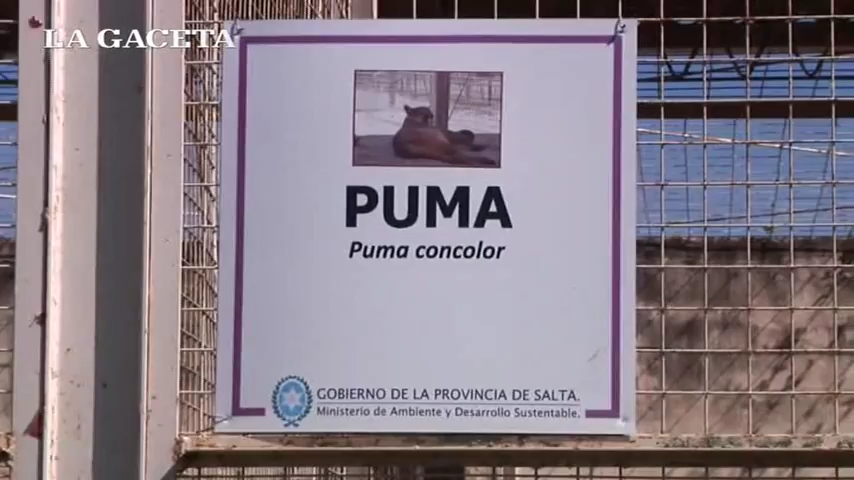 LA GACETA
PUMA
Puma concolor
GOBIERNO DE LA PROVINCIA DE SALTA.
Ministerio de Ambiente y Desarrollo Sustentable.